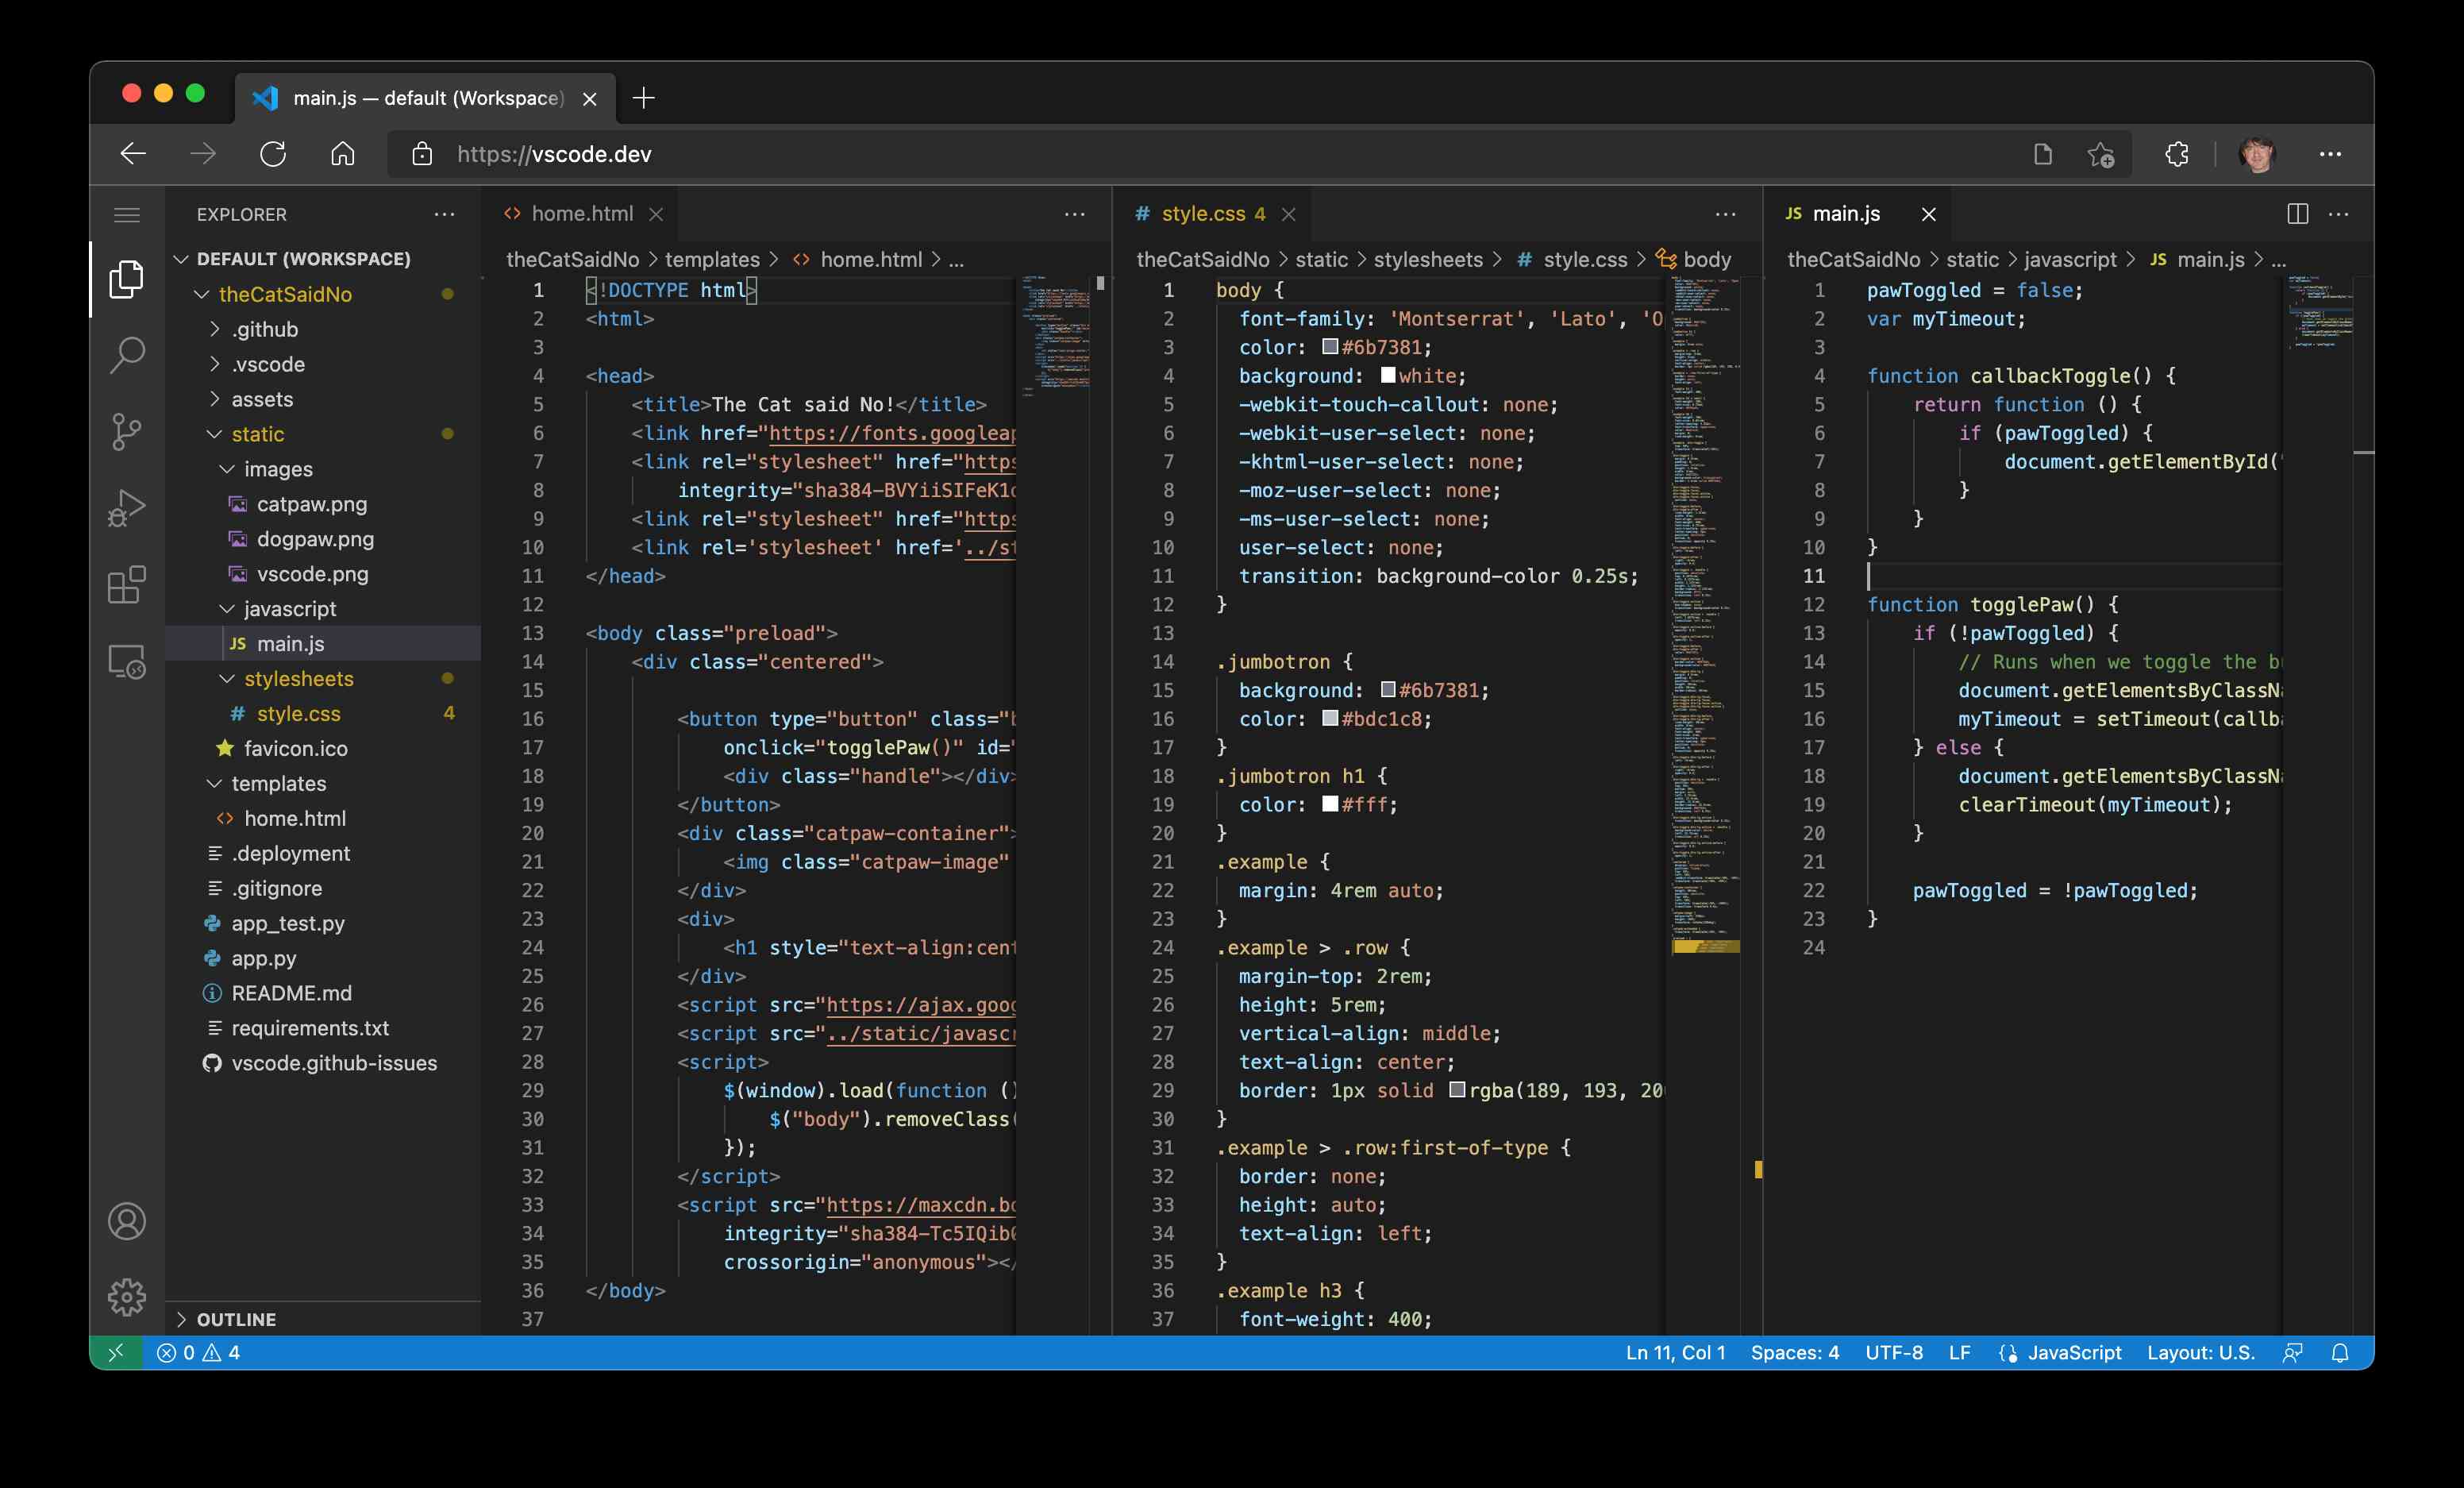 main.js — default (Workspace)
https://vscode.dev
EXPLORER
DEFAULT (WORKSPACE)
theCatSaidNo
.github
.vscode
assets
static
images
catpaw.png
dogpaw.png
vscode.png
javascript
JS main.js
stylesheets
# style.css 4
favicon.ico
templates
<> home.html
.deployment
.gitignore
app_test.py
app.py
README.md
requirements.txt
vscode.github-issues
OUTLINE
<> home.html
theCatSaidNo > templates > <> home.html > ...
1 <!DOCTYPE html>
2 <html>
3
4 <head>
5 <title>The Cat said No!</title>
6 <link href="https://fonts.googleap
7 <link rel="stylesheet" href="https
8 integrity="sha384-BVYiiSIFeK1
9 <link rel="stylesheet" href="https
10 <link rel='stylesheet' href='../st
11 </head>
12
13 <body class="preload">
14 <div class="centered">
15
16 <button type="button" class="b
17 onclick="togglePaw()" id="
18 <div class="handle"></div>
19 </button>
20 <div class="catpaw-container">
21 <img class="catpaw-image"
22 </div>
23 <div>
24 <h1 style="text-align:cent
25 </div>
26 <script src="https://ajax.goog
27 <script src="../static/javascr
28 <script>
29 $(window).load(function ()
30 $("body").removeClass(
31 });
32 </script>
33 <script src="https://maxcdn.bo
34 integrity="sha384-Tc5IQib
35 crossorigin="anonymous"></
36 </body>
37
# style.css 4
theCatSaidNo > static > stylesheets > # style.css > body
1 body {
2 font-family: 'Montserrat', 'Lato', 'O
3 color: #6b7381;
4 background: white;
5 -webkit-touch-callout: none;
6 -webkit-user-select: none;
7 -khtml-user-select: none;
8 -moz-user-select: none;
9 -ms-user-select: none;
10 user-select: none;
11 transition: background-color 0.25s;
12 }
13
14 .jumbotron {
15 background: #6b7381;
16 color: #bdc1c8;
17 }
18 .jumbotron h1 {
19 color: #fff;
20 }
21 .example {
22 margin: 4rem auto;
23 }
24 .example > .row {
25 margin-top: 2rem;
26 height: 5rem;
27 vertical-align: middle;
28 text-align: center;
29 border: 1px solid rgba(189, 193, 20
30 }
31 .example > .row:first-of-type {
32 border: none;
33 height: auto;
34 text-align: left;
35 }
36 .example h3 {
37 font-weight: 400;
JS main.js
theCatSaidNo > static > javascript > JS main.js > ...
1 pawToggled = false;
2 var myTimeout;
3
4 function callbackToggle() {
5 return function () {
6 if (pawToggled) {
7 document.getElementById(
8 }
9 }
10 }
11
12 function togglePaw() {
13 if (!pawToggled) {
14 // Runs when we toggle the b
15 document.getElementsByClassN
16 myTimeout = setTimeout(callb
17 } else {
18 document.getElementsByClassN
19 clearTimeout(myTimeout);
20 }
21
22 pawToggled = !pawToggled;
23 }
24
0 4
Ln 11, Col 1 Spaces: 4 UTF-8 LF JavaScript Layout: U.S.